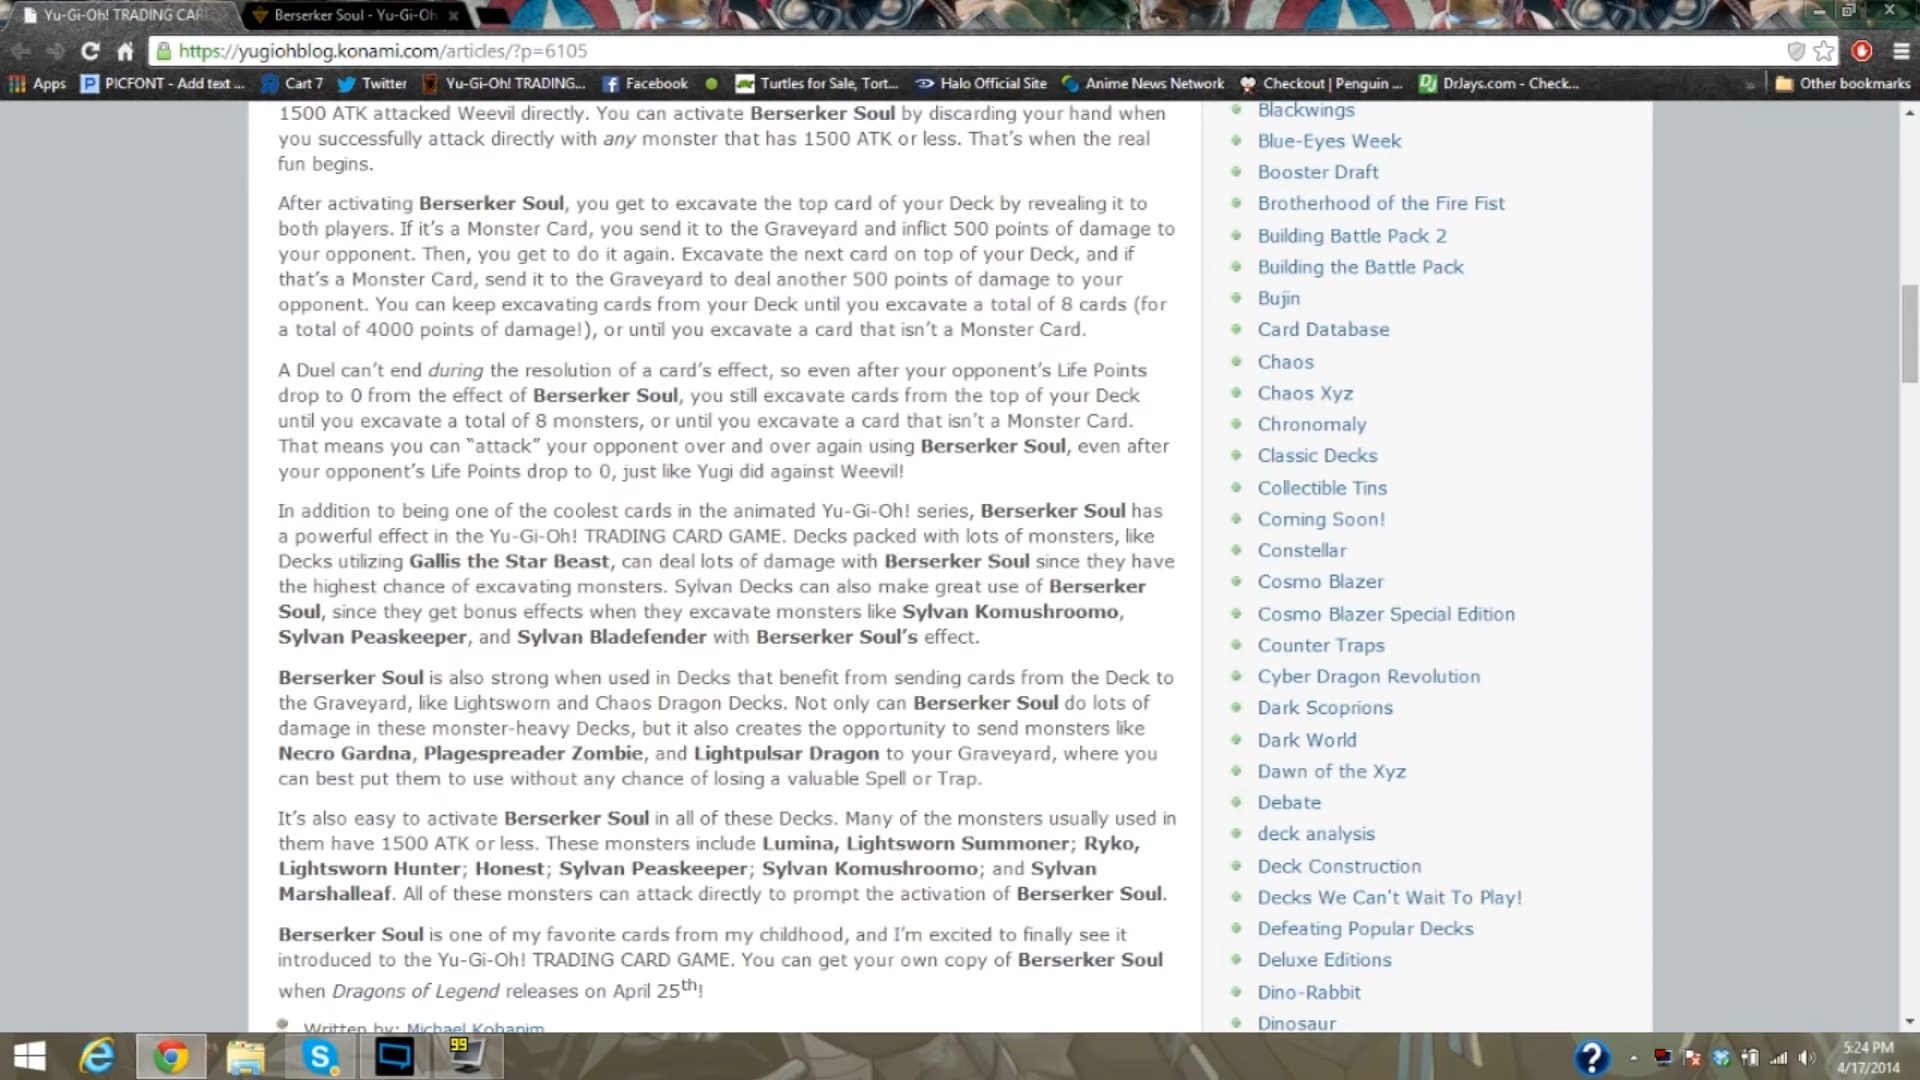 Yu-Gi-Oh! TRADING CAR
Berserker Soul - Yu-Gi-Oh
https://yugiohblog.konami.com/articles/?p=6105
Apps
PICFONT - Add text ...
Cart 7
Twitter
Yu-Gi-Oh! TRADING...
Facebook
Turtles for Sale, Tort...
Halo Official Site
Anime News Network
Checkout | Penguin ...
DrJays.com - Check...
»
Other bookmarks
1500 ATK attacked Weevil directly. You can activate Berserker Soul by discarding your hand when
you successfully attack directly with any monster that has 1500 ATK or less. That's when the real
fun begins.
After activating Berserker Soul, you get to excavate the top card of your Deck by revealing it to
both players. If it's a Monster Card, you send it to the Graveyard and inflict 500 points of damage to
your opponent. Then, you get to do it again. Excavate the next card on top of your Deck, and if
that's a Monster Card, send it to the Graveyard to deal another 500 points of damage to your
opponent. You can keep excavating cards from your Deck until you excavate a total of 8 cards (for
a total of 4000 points of damage!), or until you excavate a card that isn't a Monster Card.
A Duel can't end during the resolution of a card's effect, so even after your opponent's Life Points
drop to 0 from the effect of Berserker Soul, you still excavate cards from the top of your Deck
until you excavate a total of 8 monsters, or until you excavate a card that isn't a Monster Card.
That means you can "attack" your opponent over and over again using Berserker Soul, even after
your opponent's Life Points drop to 0, just like Yugi did against Weevil!
In addition to being one of the coolest cards in the animated Yu-Gi-Oh! series, Berserker Soul has
a powerful effect in the Yu-Gi-Oh! TRADING CARD GAME. Decks packed with lots of monsters, like
Decks utilizing Gallis the Star Beast, can deal lots of damage with Berserker Soul since they have
the highest chance of excavating monsters. Sylvan Decks can also make great use of Berserker
Soul, since they get bonus effects when they excavate monsters like Sylvan Komushroomo,
Sylvan Peaskeeper, and Sylvan Bladefender with Berserker Soul's effect.
Berserker Soul is also strong when used in Decks that benefit from sending cards from the Deck to
the Graveyard, like Lightsworn and Chaos Dragon Decks. Not only can Berserker Soul do lots of
damage in these monster-heavy Decks, but it also creates the opportunity to send monsters like
Necro Gardna, Plagespreader Zombie, and Lightpulsar Dragon to your Graveyard, where you
can best put them to use without any chance of losing a valuable Spell or Trap.
It's also easy to activate Berserker Soul in all of these Decks. Many of the monsters usually used in
them have 1500 ATK or less. These monsters include Lumina, Lightsworn Summoner; Ryko,
Lightsworn Hunter; Honest; Sylvan Peaskeeper; Sylvan Komushroomo; and Sylvan
Marshalleaf. All of these monsters can attack directly to prompt the activation of Berserker Soul.
Berserker Soul is one of my favorite cards from my childhood, and I'm excited to finally see it
introduced to the Yu-Gi-Oh! TRADING CARD GAME. You can get your own copy of Berserker Soul
when Dragons of Legend releases on April 25th!
Written by: Michael Kohanim
Blackwings
Blue-Eyes Week
Booster Draft
Brotherhood of the Fire Fist
Building Battle Pack 2
Building the Battle Pack
Bujin
Card Database
Chaos
Chaos Xyz
Chronomaly
Classic Decks
Collectible Tins
Coming Soon!
Constellar
Cosmo Blazer
Cosmo Blazer Special Edition
Counter Traps
Cyber Dragon Revolution
Dark Scoprions
Dark World
Dawn of the Xyz
Debate
deck analysis
Deck Construction
Decks We Can't Wait To Play!
Defeating Popular Decks
Deluxe Editions
Dino-Rabbit
Dinosaur
99
5:24 PM
4/17/2014